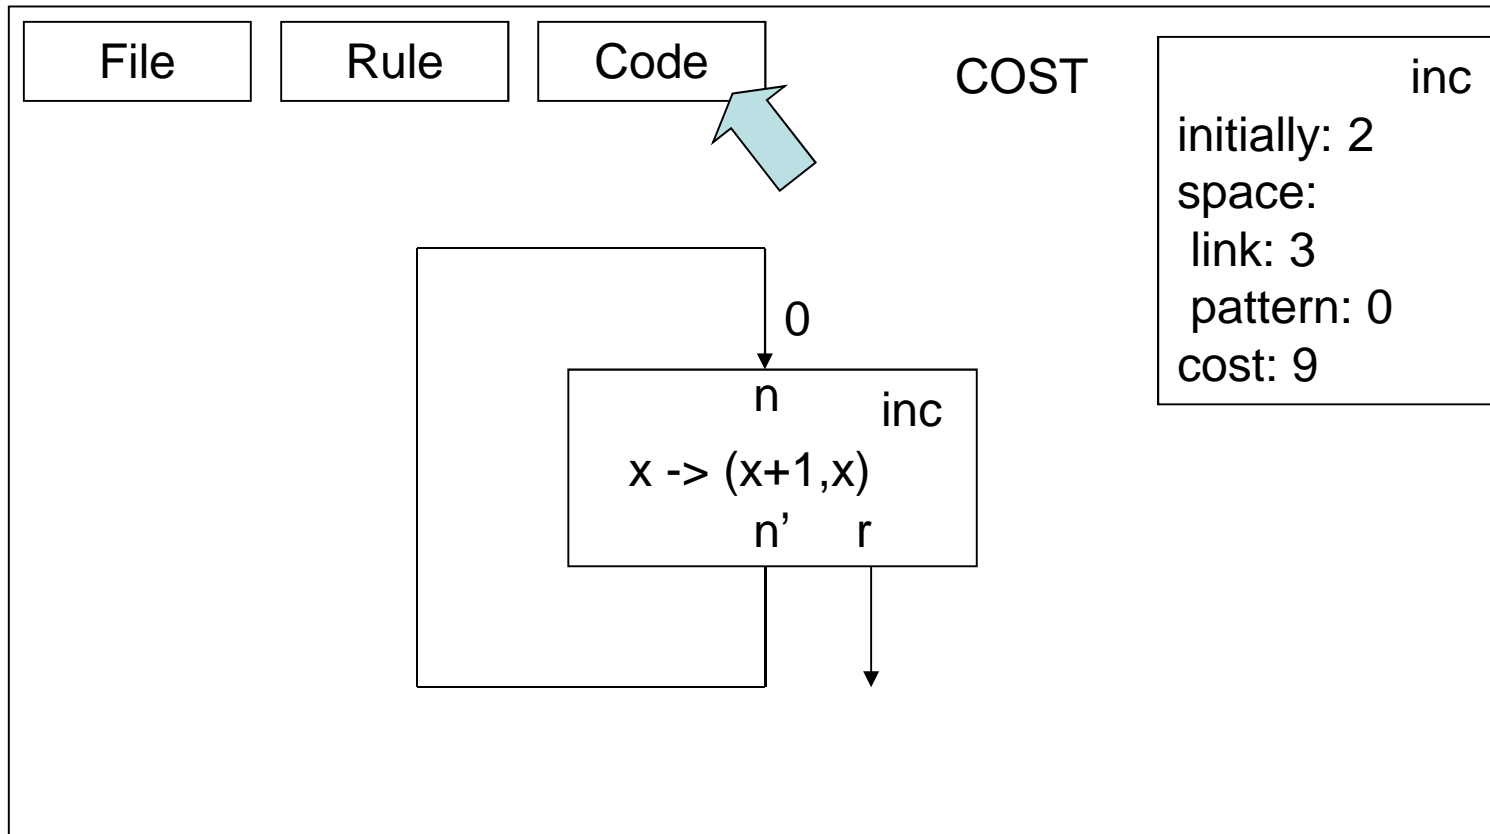 File
Rule
Code
COST
inc
initially: 2
space:
link: 3
pattern: 0
cost: 9
0
n
inc
x -> (x+1,x)
n’ r